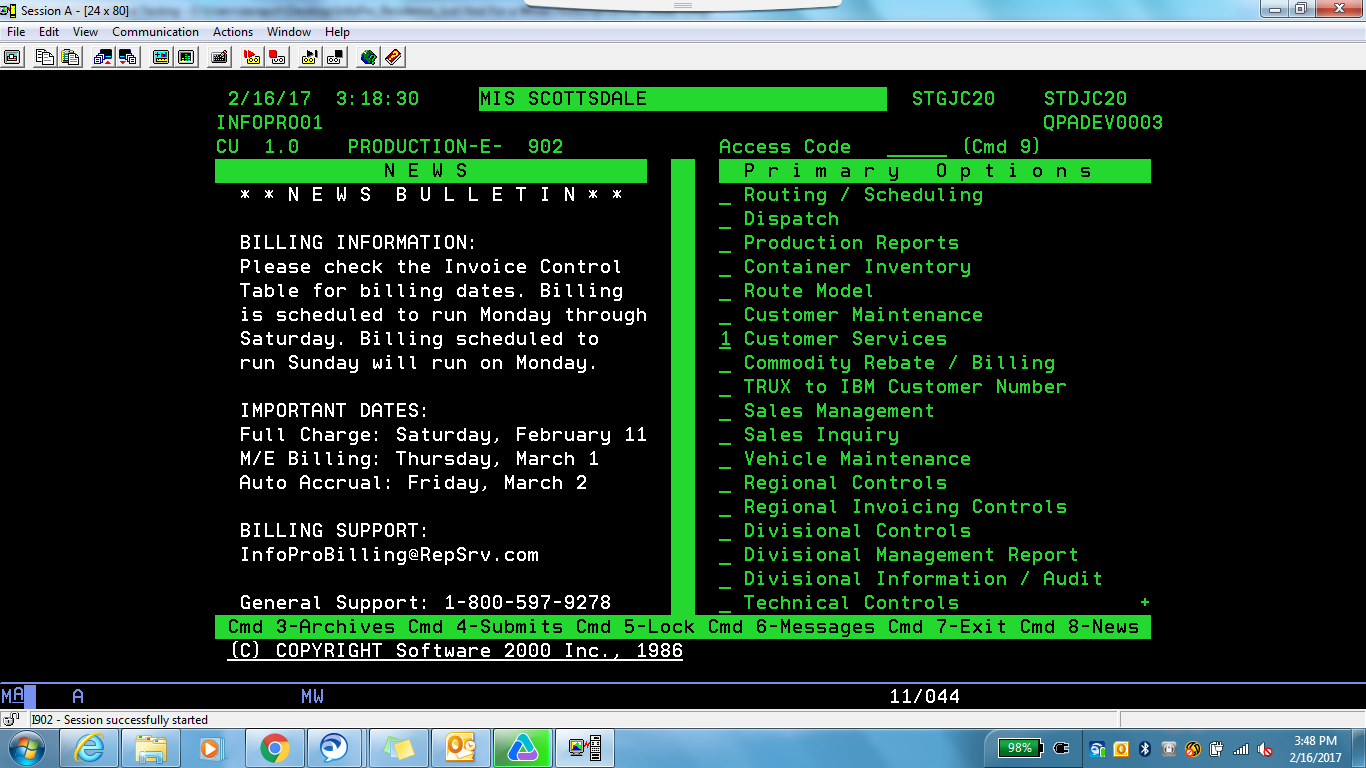 Session A - [24 x 80]
File Edit View Communication Actions Window Help
2/16/17 3:18:30 MIS SCOTTSDALE STGJC20 STDJC20
INFOPRO01 QPADEV0003
CU 1.0 PRODUCTION-E- 902 Access Code ______ (Cmd 9)
N E W S
* * N E W S B U L L E T I N * *
BILLING INFORMATION:
Please check the Invoice Control
Table for billing dates. Billing
is scheduled to run Monday through
Saturday. Billing scheduled to
run Sunday will run on Monday.
IMPORTANT DATES:
Full Charge: Saturday, February 11
M/E Billing: Thursday, March 1
Auto Accrual: Friday, March 2
BILLING SUPPORT:
InfoProBilling@RepSrv.com
General Support: 1-800-597-9278
P r i m a r y O p t i o n s
_ Routing / Scheduling
_ Dispatch
_ Production Reports
_ Container Inventory
_ Route Model
_ Customer Maintenance
1 Customer Services
_ Commodity Rebate / Billing
_ TRUX to IBM Customer Number
_ Sales Management
_ Sales Inquiry
_ Vehicle Maintenance
_ Regional Controls
_ Regional Invoicing Controls
_ Divisional Controls
_ Divisional Management Report
_ Divisional Information / Audit
_ Technical Controls +
Cmd 3-Archives Cmd 4-Submits Cmd 5-Lock Cmd 6-Messages Cmd 7-Exit Cmd 8-News
(C) COPYRIGHT Software 2000 Inc., 1986
MA A MW 11/044
I902 - Session successfully started
98% 3:48 PM
2/16/2017